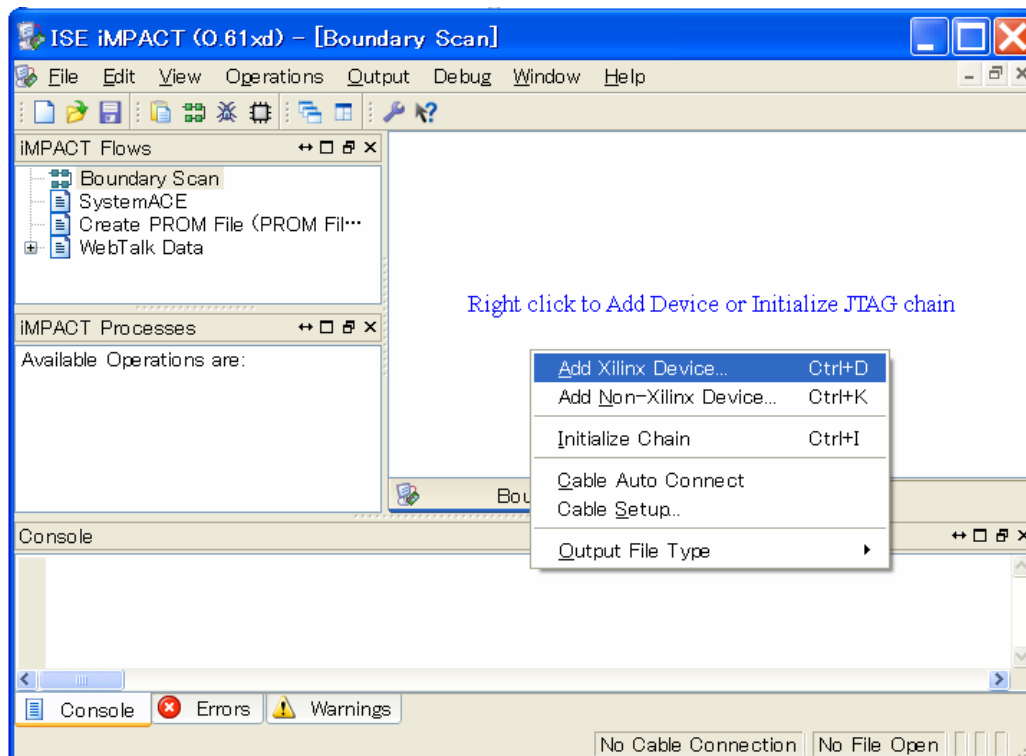 ISE iMPACT (O.61xd) - [Boundary Scan]
File Edit View Operations Output Debug Window Help
iMPACT Flows
Boundary Scan
SystemACE
Create PROM File (PROM Fil…
WebTalk Data
iMPACT Processes
Available Operations are:
Right click to Add Device or Initialize JTAG chain
Add Xilinx Device... Ctrl+D
Add Non-Xilinx Device... Ctrl+K
Initialize Chain Ctrl+I
Cable Auto Connect
Cable Setup...
Output File Type
Bou
Console
Console Errors Warnings
No Cable Connection No File Open